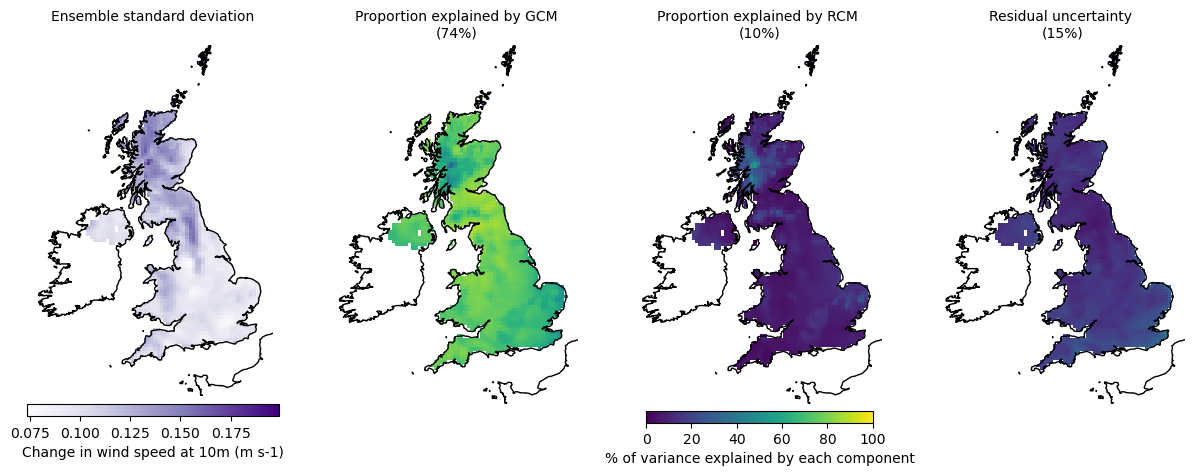 Ensemble standard deviation
Proportion explained by GCM
(74%)
Proportion explained by RCM
(10%)
Residual uncertainty
(15%)
0.075 0.100 0.125 0.150 0.175
Change in wind speed at 10m (m s-1)
0 20 40 60 80 100
% of variance explained by each component